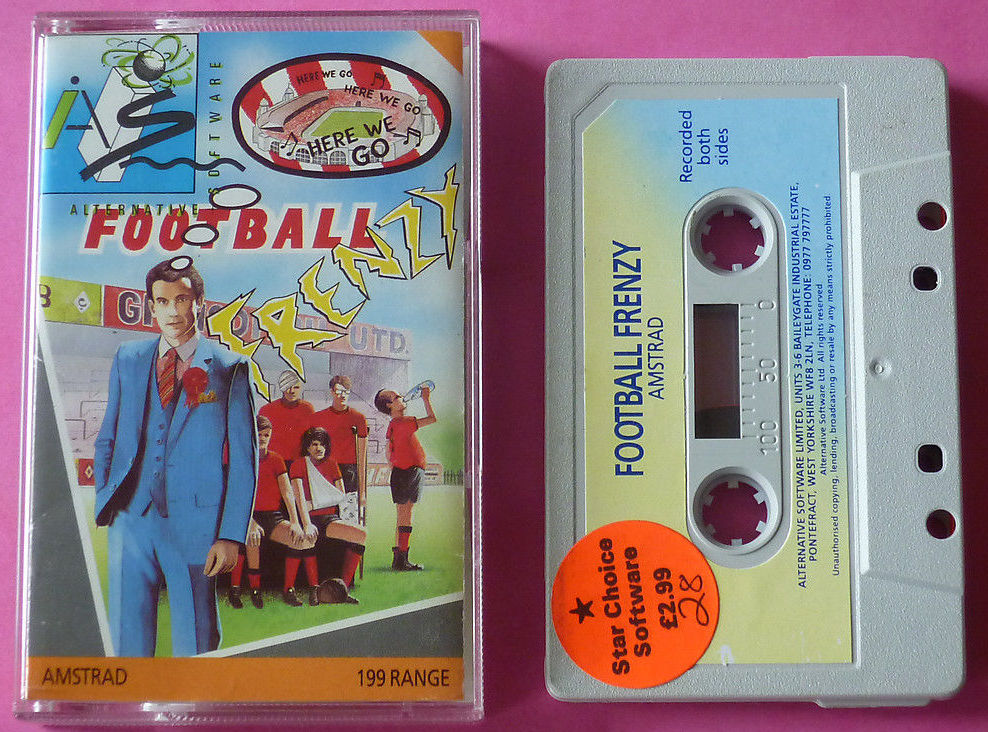 SOFTWARE
ALTERNATIVE
HERE WE GO
HERE WE GO
HERE WE
GO
FOOTBALL
FRENZY
UTD.
AMSTRAD
199 RANGE
Recorded
both
sides
FOOTBALL FRENZY
AMSTRAD
100 50 0
ALTERNATIVE SOFTWARE LIMITED, UNITS 3-6 BAILEYGATE INDUSTRIAL ESTATE,
PONTEFRACT, WEST YORKSHIRE WF8 2LN, TELEPHONE: 0977 797777
Alternative Software Ltd. All rights reserved
Unauthorised copying, lending, broadcasting or resale by any means strictly prohibited
Star Choice
Software
£2.99
28